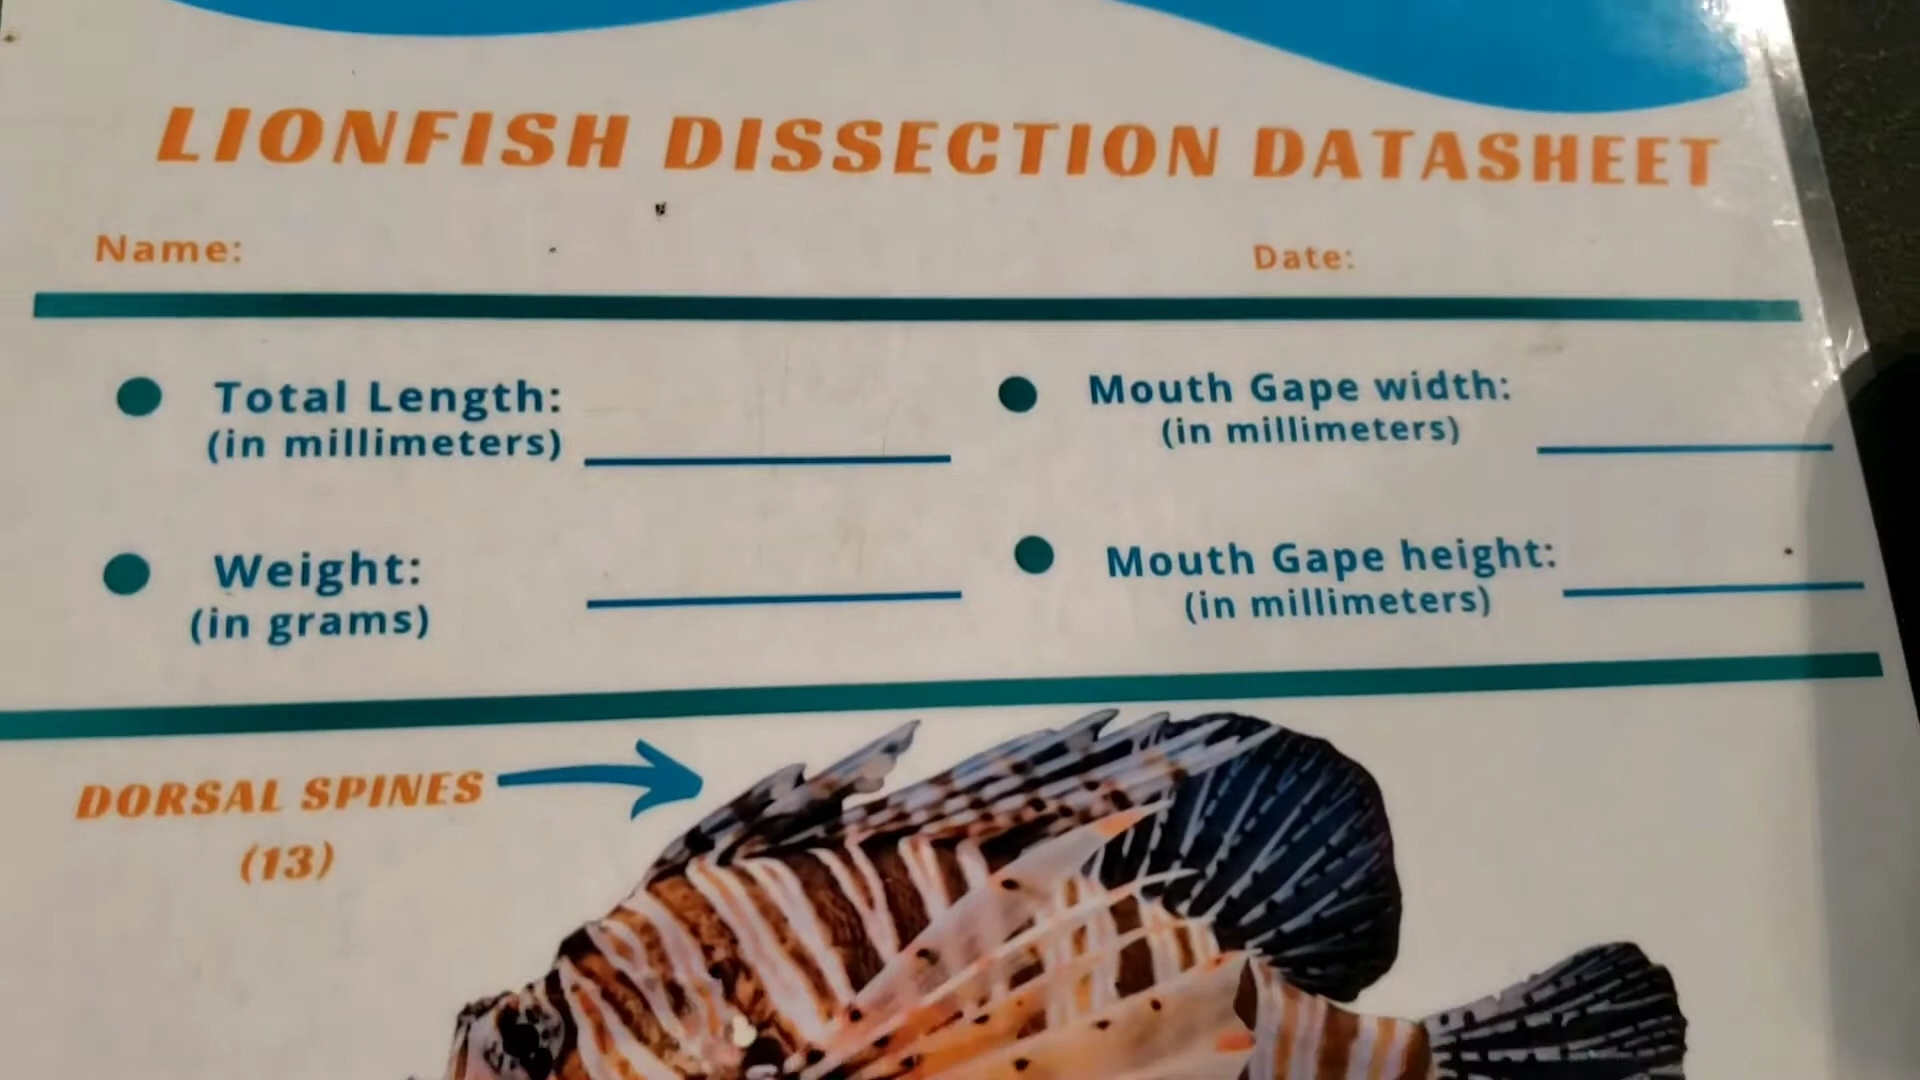 LIONFISH DISSECTION DATASHEET
Name: Date:
Total Length:
(in millimeters)
Mouth Gape width:
(in millimeters)
Weight:
(in grams)
Mouth Gape height:
(in millimeters)
DORSAL SPINES
(13)